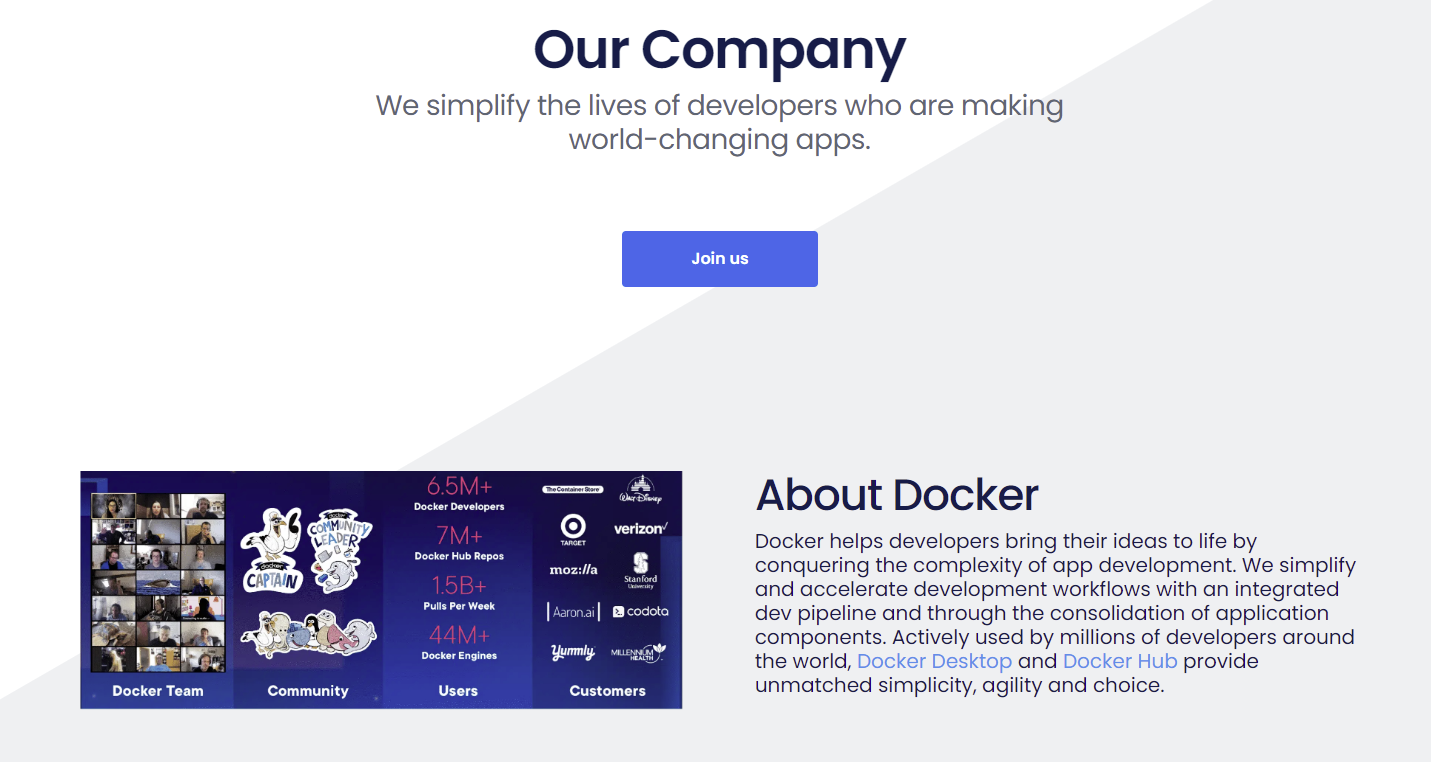 Our Company
We simplify the lives of developers who are making
world-changing apps.
Join us
6.5M+
Docker Developers
7M+
Docker Hub Repos
1.5B+
Pulls Per Week
44M+
Docker Engines
docker
CAPTAIN
docker
COMMUNITY
LEADER
The Container Store
WALT DISNEY
TARGET
verizon✓
moz://a
Stanford
University
Aaron.ai
codota
Yummly
MILLENNIUM
HEALTH
Docker Team
Community
Users
Customers
About Docker
Docker helps developers bring their ideas to life by
conquering the complexity of app development. We simplify
and accelerate development workflows with an integrated
dev pipeline and through the consolidation of application
components. Actively used by millions of developers around
the world, Docker Desktop and Docker Hub provide
unmatched simplicity, agility and choice.